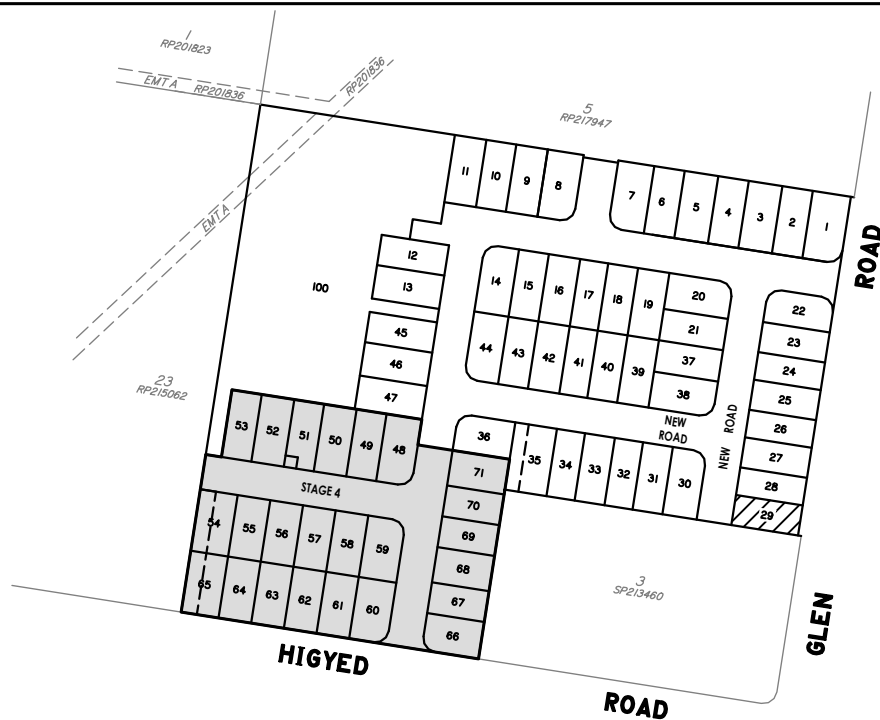 1
RP201823
EMT A RP201836
RP201836
5
RP217947
EMT A
11 10 9 8
7 6 5 4 3 2 1
ROAD
12
13
100
14 15 16 17 18 19 20
21
22
23
24
25
26
27
28
29
45
46
47
44 43 42 41 40 39 37
38
NEW
ROAD
NEW ROAD
23
RP215062
53 52 51 50 49 48
36 35 34 33 32 31 30
STAGE 4
71
70
69
68
67
66
54 55 56 57 58 59
65 64 63 62 61 60
3
SP213460
GLEN
HIGYED
ROAD